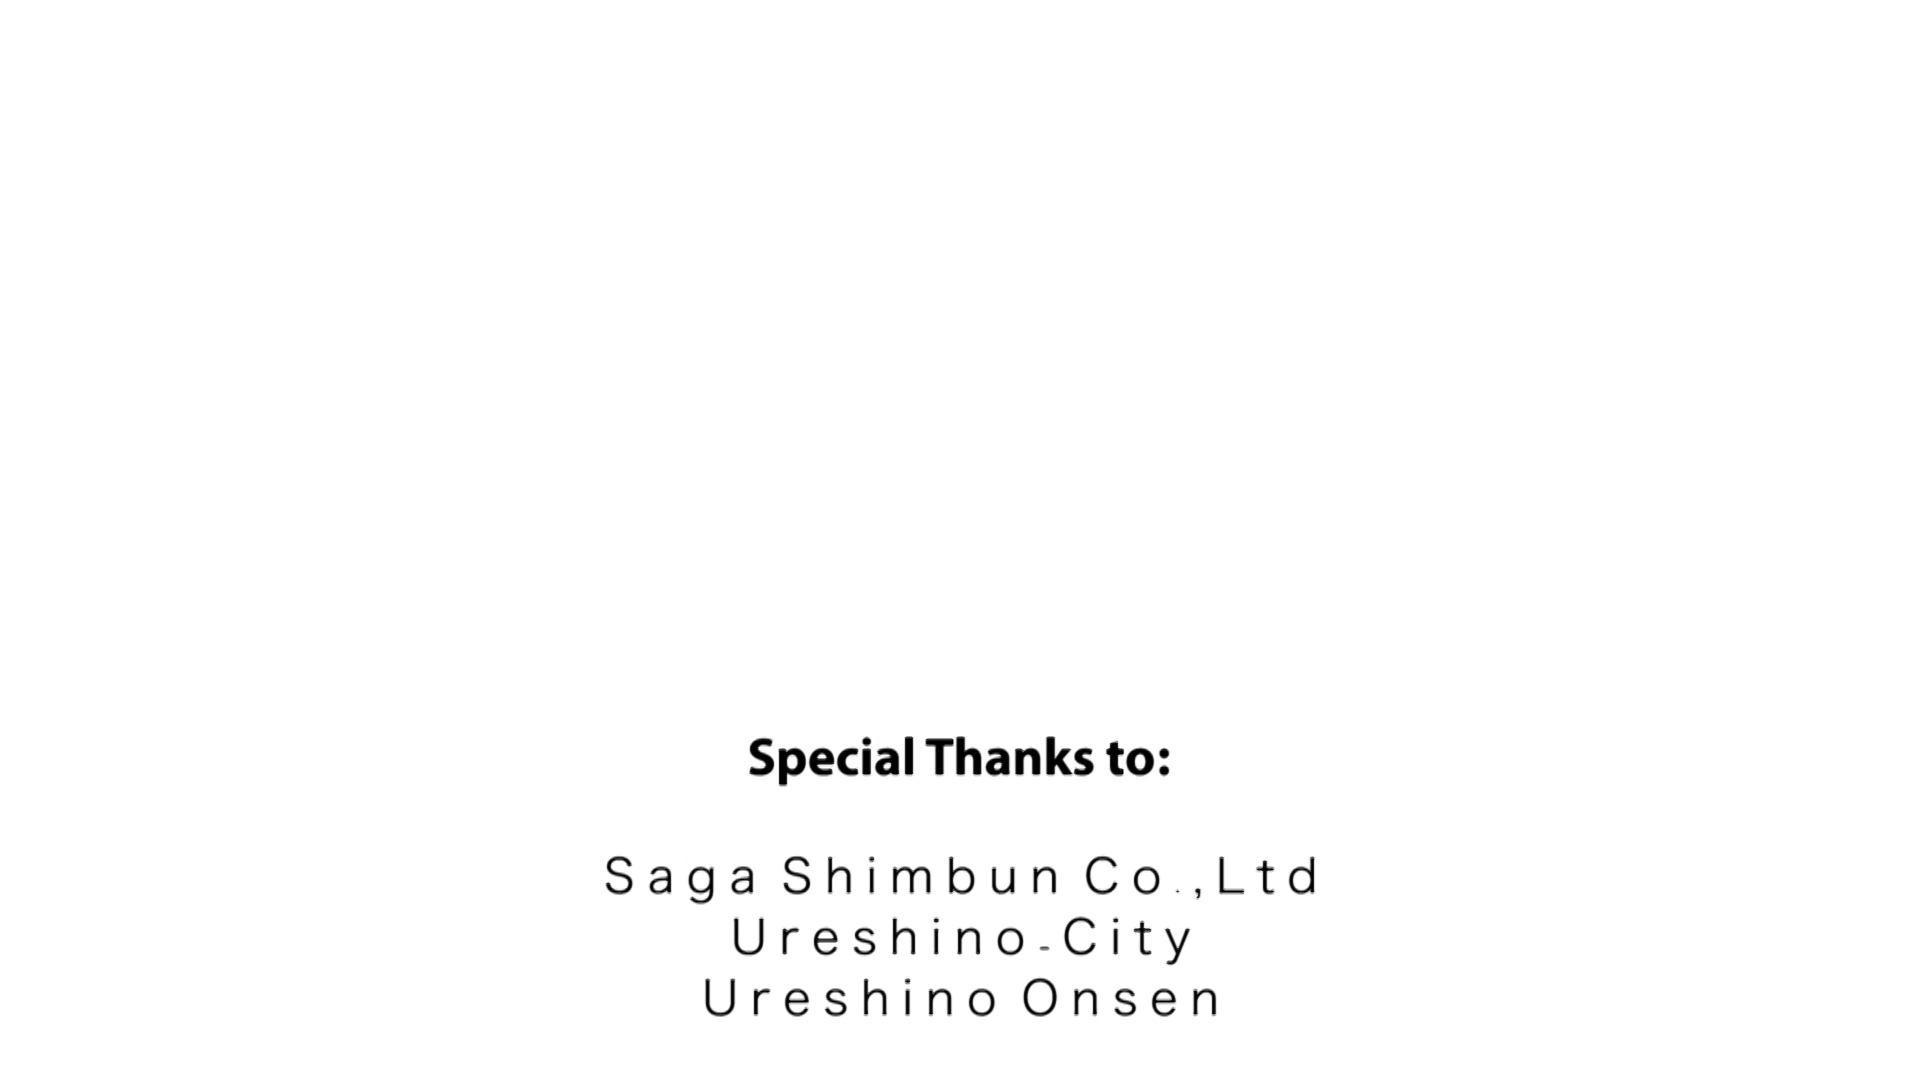 Special Thanks to:
Saga Shimbun Co.,Ltd
Ureshino-City
Ureshino Onsen